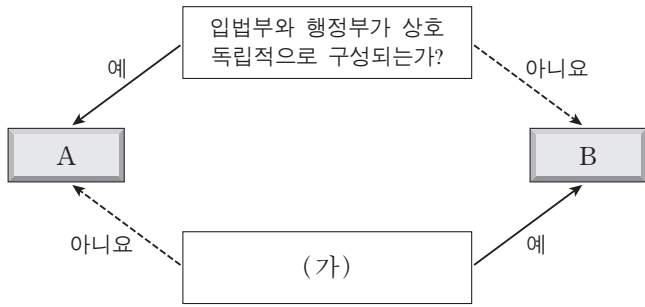 입법부와 행정부가 상호
독립적으로 구성되는가?
예
아니요
A
B
아니요
(가)
예